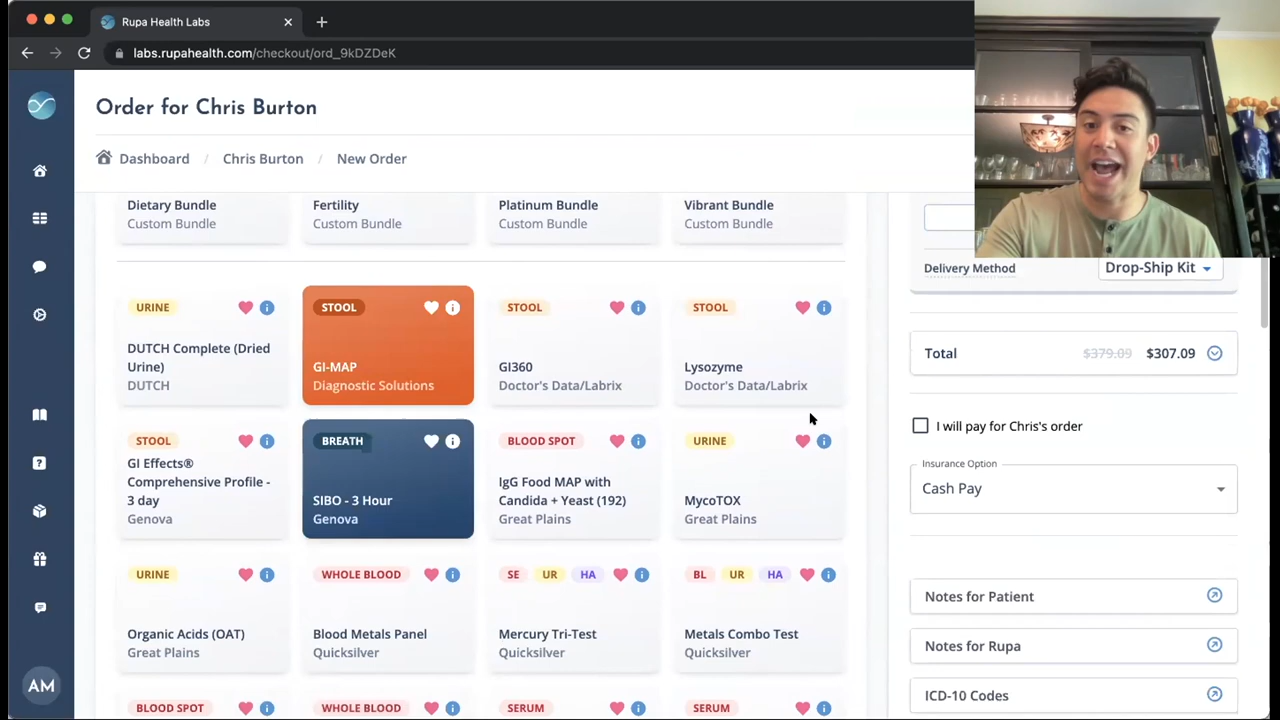 Rupa Health Labs
labs.rupahealth.com/checkout/ord_9kDZDeK
Order for Chris Burton
Dashboard / Chris Burton / New Order
Dietary Bundle
Custom Bundle
Fertility
Custom Bundle
Platinum Bundle
Custom Bundle
Vibrant Bundle
Custom Bundle
URINE
DUTCH Complete (Dried
Urine)
DUTCH
STOOL
GI-MAP
Diagnostic Solutions
STOOL
GI360
Doctor's Data/Labrix
STOOL
Lysozyme
Doctor's Data/Labrix
STOOL
GI Effects®
Comprehensive Profile -
3 day
Genova
BREATH
SIBO - 3 Hour
Genova
BLOOD SPOT
IgG Food MAP with
Candida + Yeast (192)
Great Plains
URINE
MycoTOX
Great Plains
URINE
Organic Acids (OAT)
Great Plains
WHOLE BLOOD
Blood Metals Panel
Quicksilver
SE UR HA
Mercury Tri-Test
Quicksilver
BL UR HA
Metals Combo Test
Quicksilver
BLOOD SPOT
WHOLE BLOOD
SERUM
SERUM
Delivery Method
Drop-Ship Kit
Total $379.09 $307.09
I will pay for Chris's order
Insurance Option
Cash Pay
Notes for Patient
Notes for Rupa
ICD-10 Codes
AM